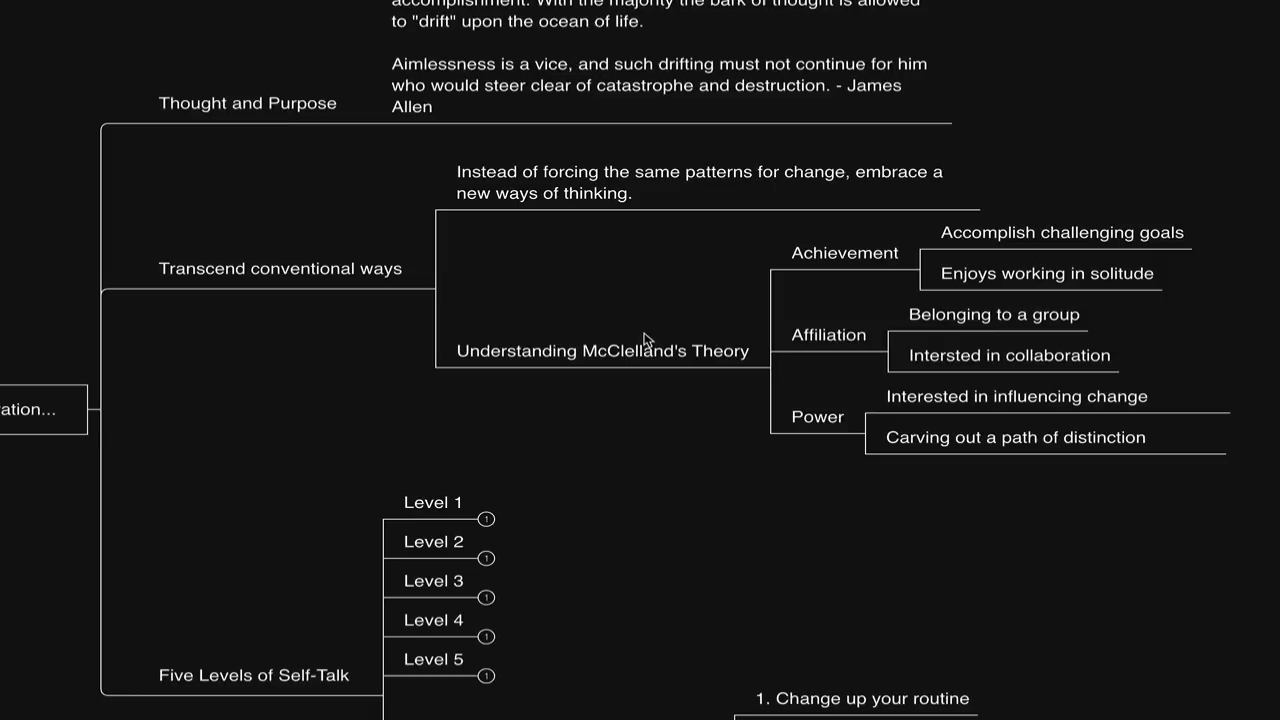 accomplishment. With the majority the bark of thought is allowed
to "drift" upon the ocean of life.
Aimlessness is a vice, and such drifting must not continue for him
who would steer clear of catastrophe and destruction. - James
Allen
Thought and Purpose
Instead of forcing the same patterns for change, embrace a
new ways of thinking.
Transcend conventional ways
Understanding McClelland's Theory
Achievement
Accomplish challenging goals
Enjoys working in solitude
Affiliation
Belonging to a group
Intersted in collaboration
Power
Interested in influencing change
Carving out a path of distinction
ation...
Level 1
1
Level 2
1
Level 3
1
Level 4
1
Level 5
1
Five Levels of Self-Talk
1. Change up your routine